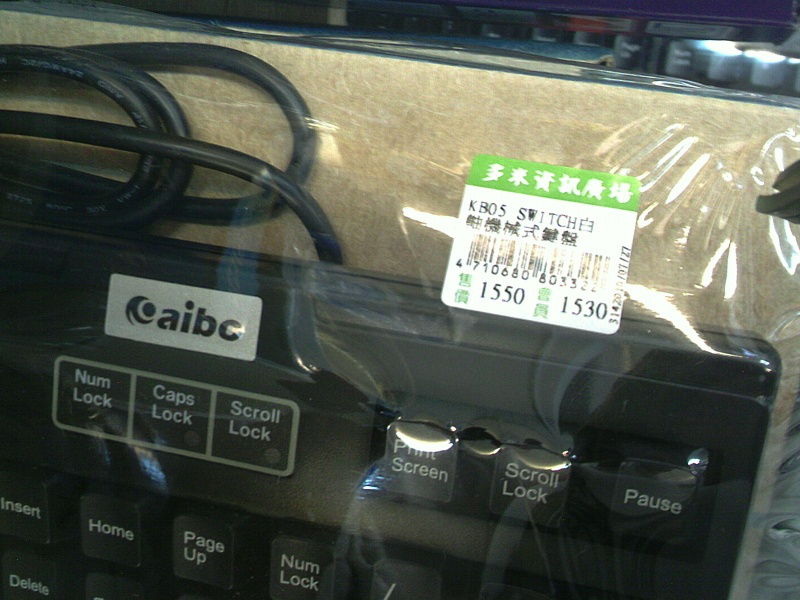 多來資訊廣場
KB05 SWITCH白
軸機械式鍵盤
售價 1550 會員 1530
aibc
Num Lock
Caps Lock
Scroll Lock
Print Screen
Scroll Lock
Pause
Insert
Home
Page Up
Num Lock
/
Delete